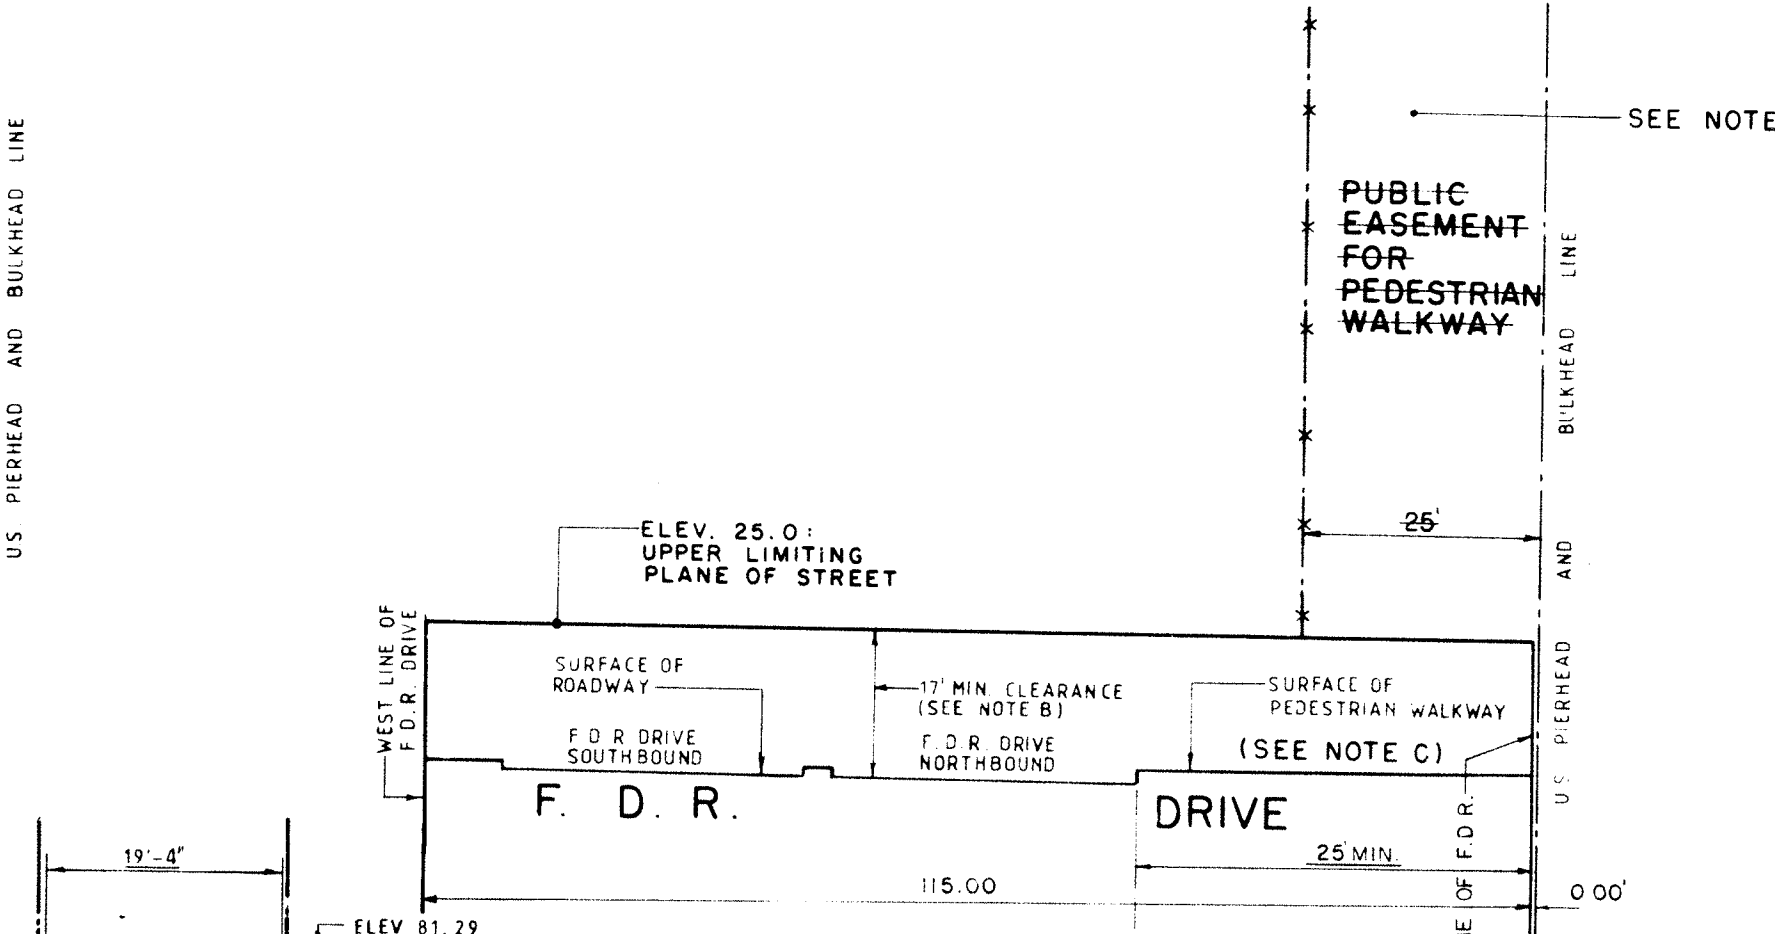 US. PIERHEAD AND BULKHEAD LINE
SEE NOTE
PUBLIC
EASEMENT
FOR
PEDESTRIAN
WALKWAY
25'
U.S. PIERHEAD AND BULKHEAD LINE
ELEV. 25.0:
UPPER LIMITING
PLANE OF STREET
WEST LINE OF
F.D.R. DRIVE
SURFACE OF
ROADWAY
17' MIN. CLEARANCE
(SEE NOTE B)
SURFACE OF
PEDESTRIAN WALKWAY
(SEE NOTE C)
F D R DRIVE
SOUTHBOUND
F.D.R. DRIVE
NORTHBOUND
F. D. R. DRIVE
OF F.D.R.
19'-4"
25' MIN.
115.00
0 00'
ELEV 81.29